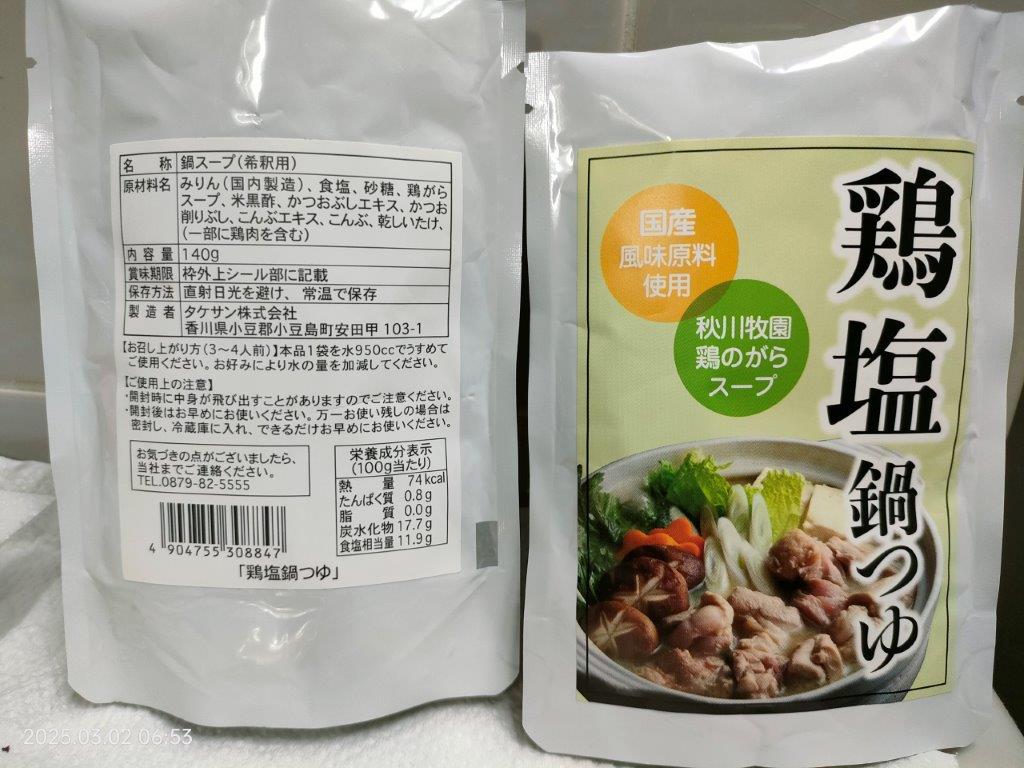 名称 鍋スープ(希釈用)
原材料名 みりん(国内製造)、食塩、砂糖、鶏がら
スープ、米黒酢、かつおぶしエキス、かつお
削りぶし、こんぶエキス、こんぶ、乾しいたけ、
(一部に鶏肉を含む)
内容量 140g
賞味期限 枠外上シール部に記載
保存方法 直射日光を避け、常温で保存
製造者 タケサン株式会社
香川県小豆郡小豆島町安田甲 103-1
【お召し上がり方(3〜4人前)】本品1袋を水950ccでうすめて
ご使用ください。お好みにより水の量を加減してください。
【ご使用上の注意】
・開封時に中身が飛び出すことがありますのでご注意ください。
・開封後はお早めにお使いください。万一お使い残しの場合は
密封し、冷蔵庫に入れ、できるだけお早めにお使いください。
お気づきの点がございましたら、
当社までご連絡ください。
TEL.0879-82-5555
栄養成分表示
(100g当たり)
熱量 74kcal
たんぱく質 0.8g
脂質 0.0g
炭水化物 17.7g
食塩相当量 11.9g
4 904755 308847
「鶏塩鍋つゆ」
国産
風味原料
使用
秋川牧園
鶏のがら
スープ
鶏塩鍋つゆ
2025.03.02 06:53